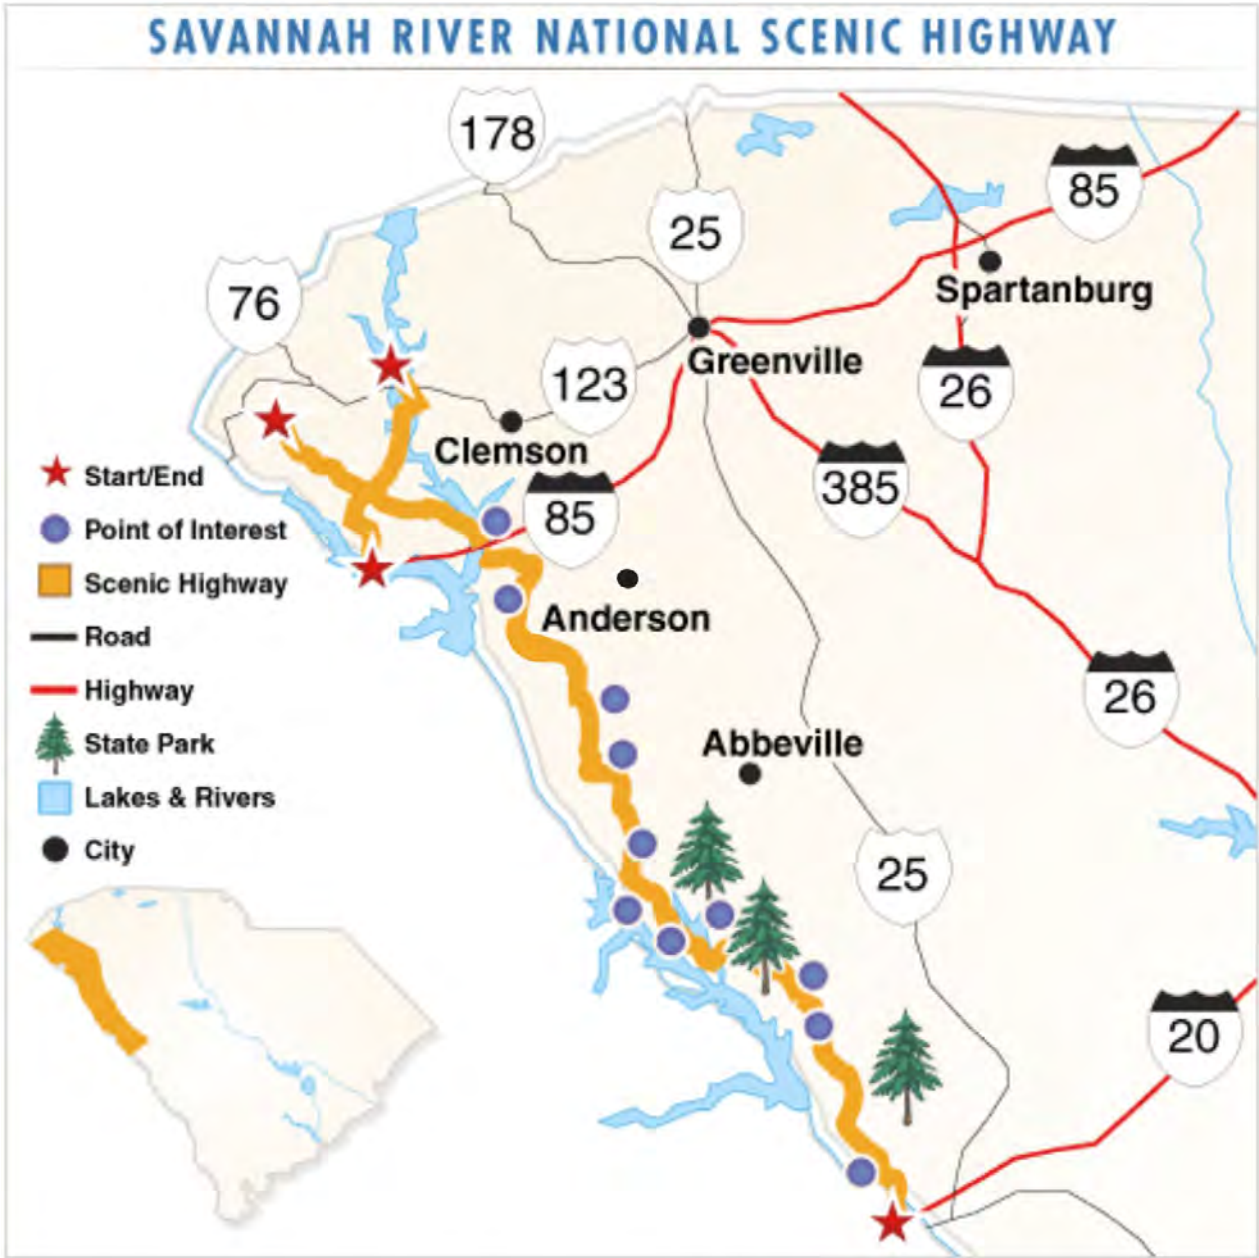 SAVANNAH RIVER NATIONAL SCENIC HIGHWAY
178
85
25
76
Spartanburg
Greenville
123
26
Clemson
Start/End
385
85
Point of Interest
Scenic Highway
Anderson
Road
Highway
26
State Park
Abbeville
Lakes & Rivers
City
25
20